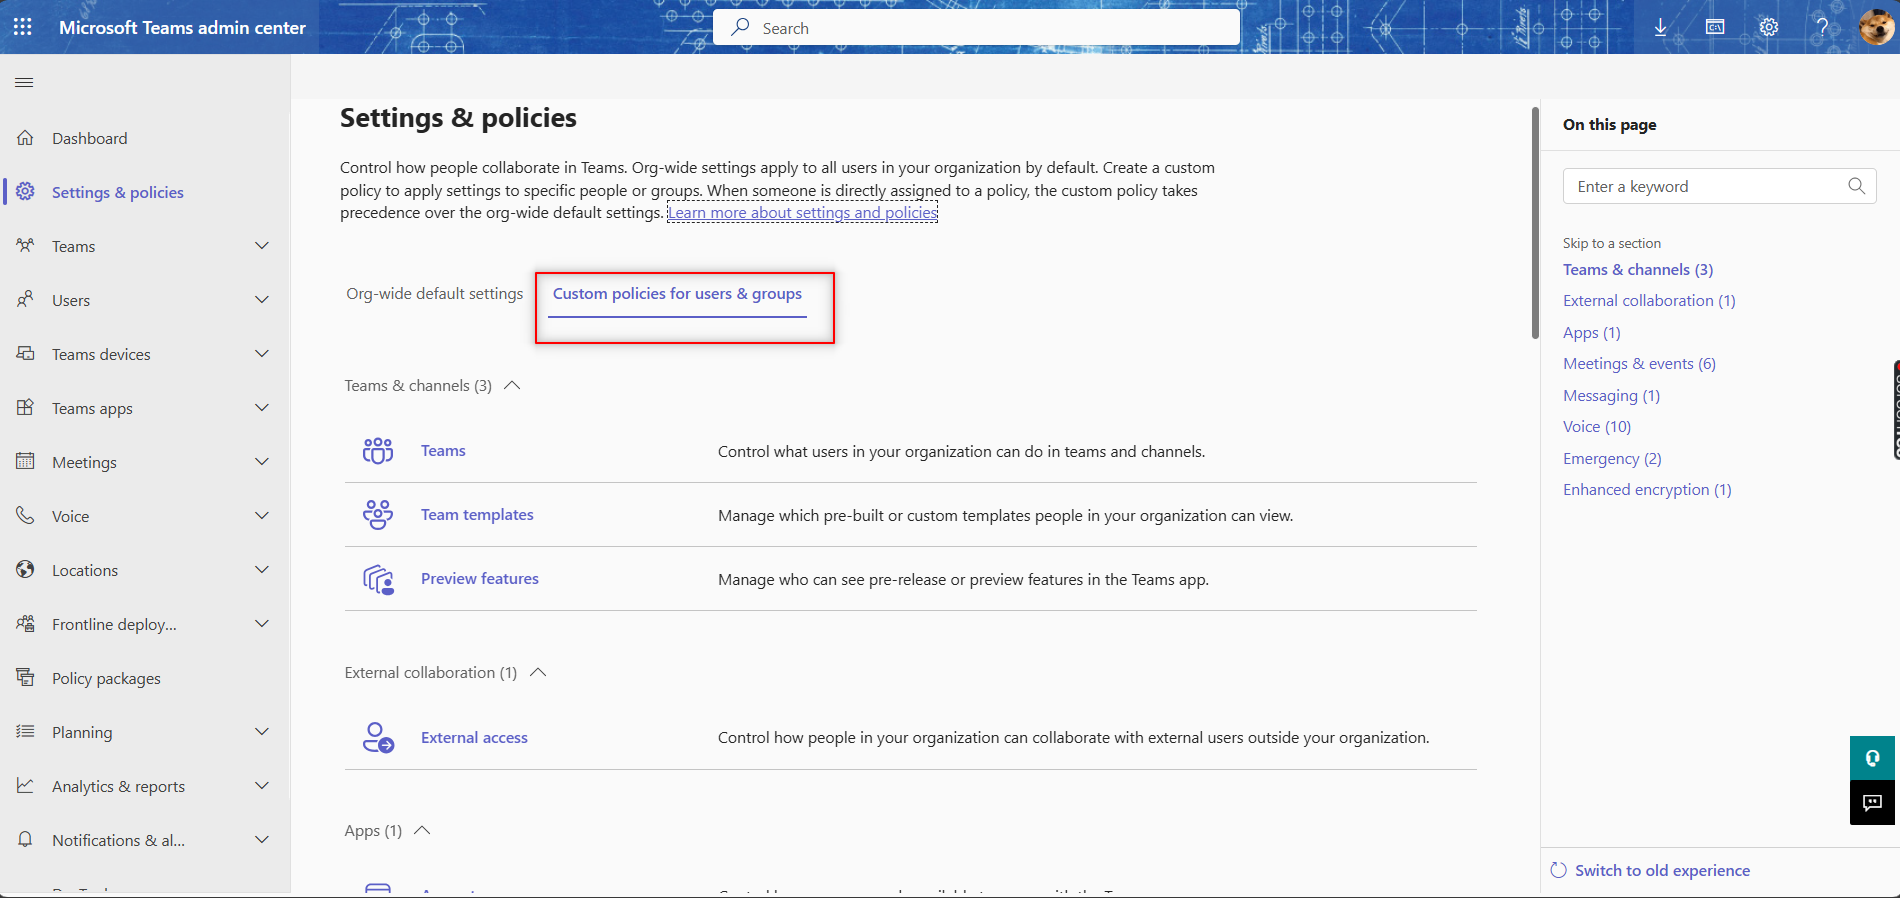 Microsoft Teams admin center
Search
Dashboard
Settings & policies
Teams
Users
Teams devices
Teams apps
Meetings
Voice
Locations
Frontline deploy...
Policy packages
Planning
Analytics & reports
Notifications & al...
Settings & policies
Control how people collaborate in Teams. Org-wide settings apply to all users in your organization by default. Create a custom
policy to apply settings to specific people or groups. When someone is directly assigned to a policy, the custom policy takes
precedence over the org-wide default settings. Learn more about settings and policies
Org-wide default settings
Custom policies for users & groups
Teams & channels (3)
Teams
Control what users in your organization can do in teams and channels.
Team templates
Manage which pre-built or custom templates people in your organization can view.
Preview features
Manage who can see pre-release or preview features in the Teams app.
External collaboration (1)
External access
Control how people in your organization can collaborate with external users outside your organization.
Apps (1)
On this page
Enter a keyword
Skip to a section
Teams & channels (3)
External collaboration (1)
Apps (1)
Meetings & events (6)
Messaging (1)
Voice (10)
Emergency (2)
Enhanced encryption (1)
Switch to old experience